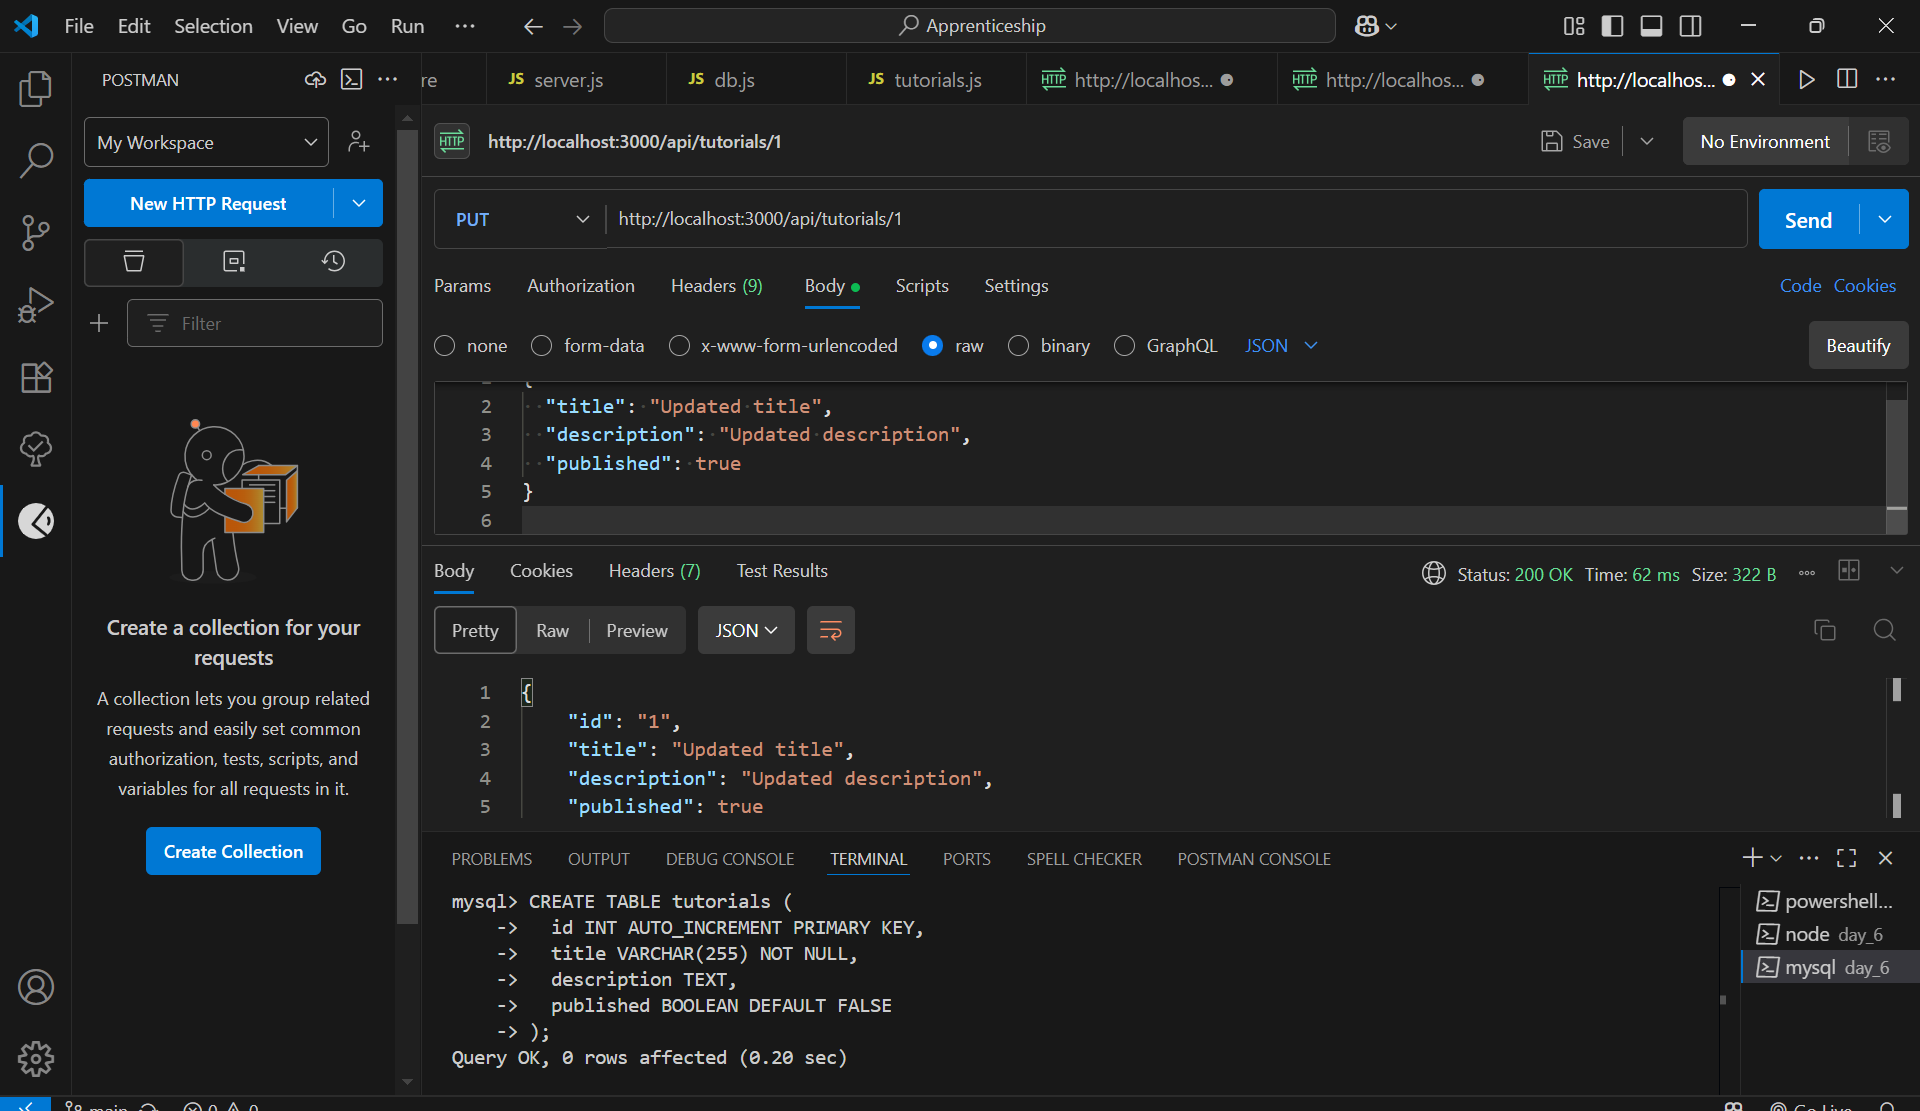 File Edit Selection View Go Run ··· Apprenticeship
POSTMAN
re JS server.js JS db.js JS tutorials.js HTTP http://localhos... HTTP http://localhos... HTTP http://localhos...
My Workspace
New HTTP Request
Filter
Create a collection for your
requests
A collection lets you group related
requests and easily set common
authorization, tests, scripts, and
variables for all requests in it.
Create Collection
HTTP http://localhost:3000/api/tutorials/1 Save No Environment
PUT http://localhost:3000/api/tutorials/1 Send
Params Authorization Headers (9) Body Scripts Settings Code Cookies
none form-data x-www-form-urlencoded raw binary GraphQL JSON Beautify
2 "title": "Updated title",
3 "description": "Updated description",
4 "published": true
5 }
6
Body Cookies Headers (7) Test Results Status: 200 OK Time: 62 ms Size: 322 B
Pretty Raw Preview JSON
1 {
2 "id": "1",
3 "title": "Updated title",
4 "description": "Updated description",
5 "published": true
PROBLEMS OUTPUT DEBUG CONSOLE TERMINAL PORTS SPELL CHECKER POSTMAN CONSOLE
mysql> CREATE TABLE tutorials (
-> id INT AUTO_INCREMENT PRIMARY KEY,
-> title VARCHAR(255) NOT NULL,
-> description TEXT,
-> published BOOLEAN DEFAULT FALSE
-> );
Query OK, 0 rows affected (0.20 sec)
powershell...
node day_6
mysql day_6
main 0 0 Go Live